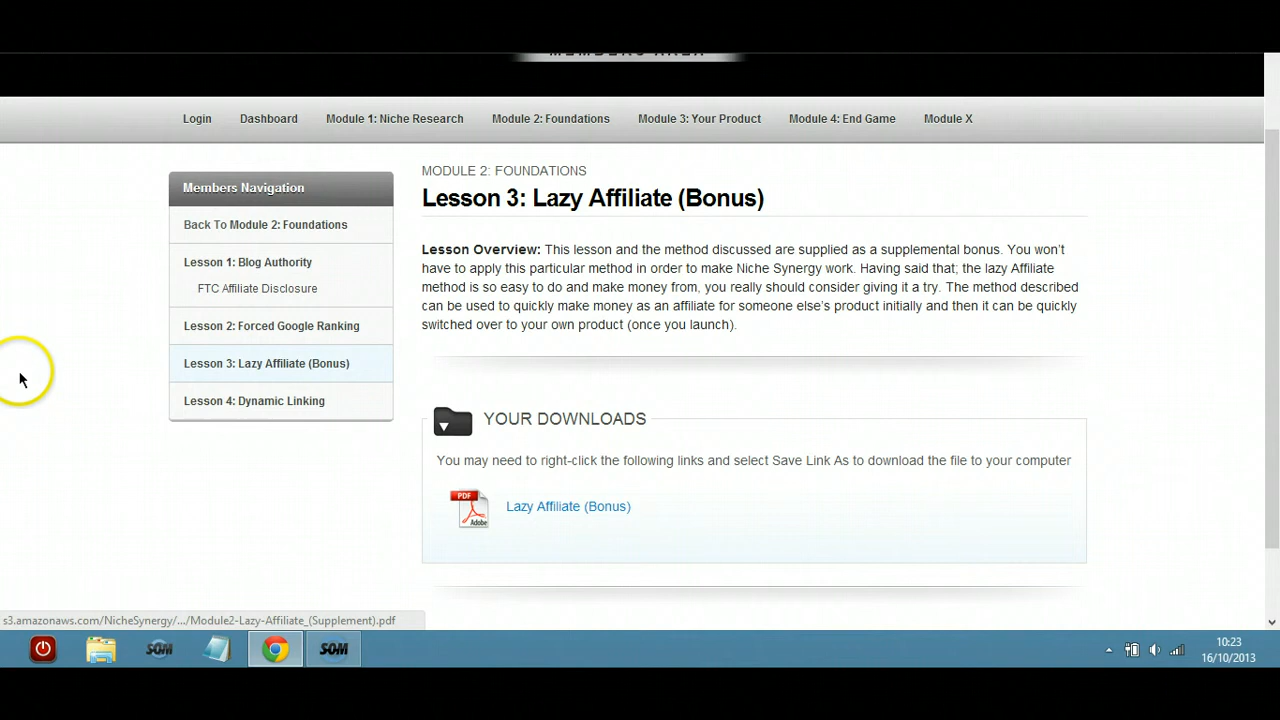 MEMBERS AREA
Login
Dashboard
Module 1: Niche Research
Module 2: Foundations
Module 3: Your Product
Module 4: End Game
Module X
Members Navigation
Back To Module 2: Foundations
Lesson 1: Blog Authority
FTC Affiliate Disclosure
Lesson 2: Forced Google Ranking
Lesson 3: Lazy Affiliate (Bonus)
Lesson 4: Dynamic Linking
MODULE 2: FOUNDATIONS
Lesson 3: Lazy Affiliate (Bonus)
Lesson Overview: This lesson and the method discussed are supplied as a supplemental bonus. You won't
have to apply this particular method in order to make Niche Synergy work. Having said that; the lazy Affiliate
method is so easy to do and make money from, you really should consider giving it a try. The method described
can be used to quickly make money as an affiliate for someone else's product initially and then it can be quickly
switched over to your own product (once you launch).
YOUR DOWNLOADS
You may need to right-click the following links and select Save Link As to download the file to your computer
PDF
Adobe
Lazy Affiliate (Bonus)
s3.amazonaws.com/NicheSynergy/.../Module2-Lazy-Affiliate_(Supplement).pdf
SOM
SOM
10:23
16/10/2013